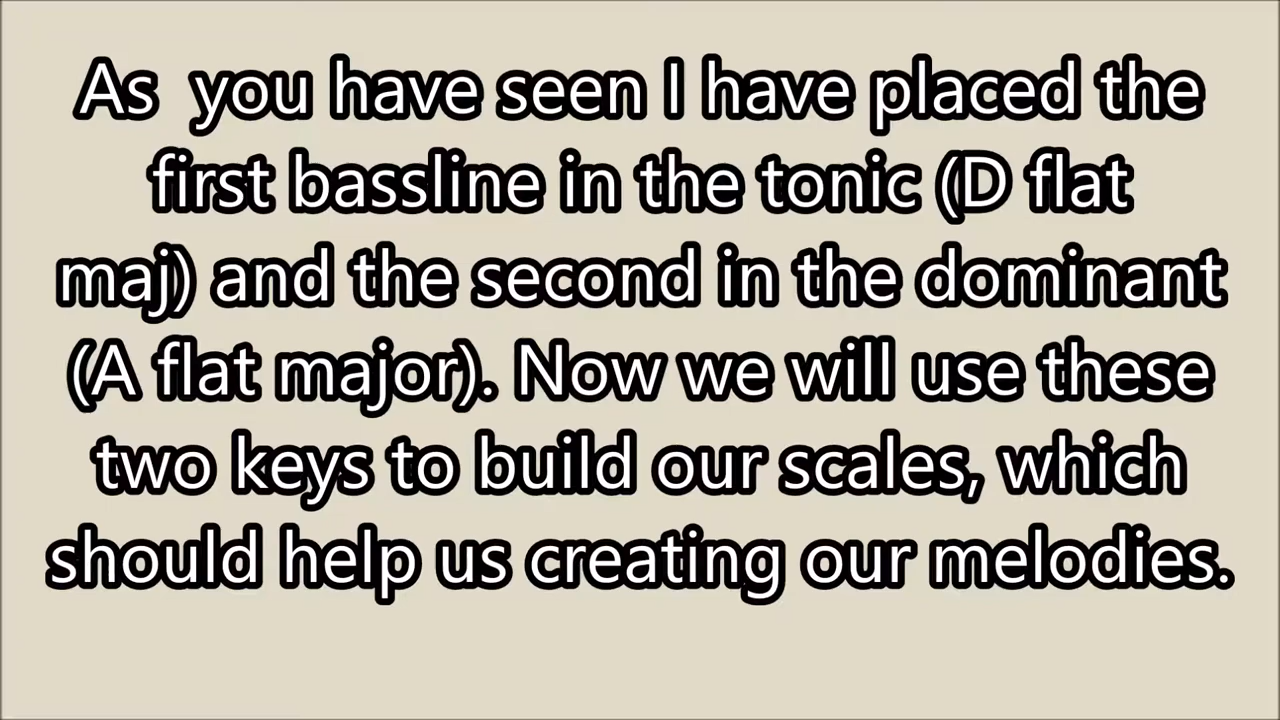 As  you have seen I have placed the
first bassline in the tonic (D flat
maj) and the second in the dominant
(A flat major). Now we will use these
two keys to build our scales, which
should help us creating our melodies.